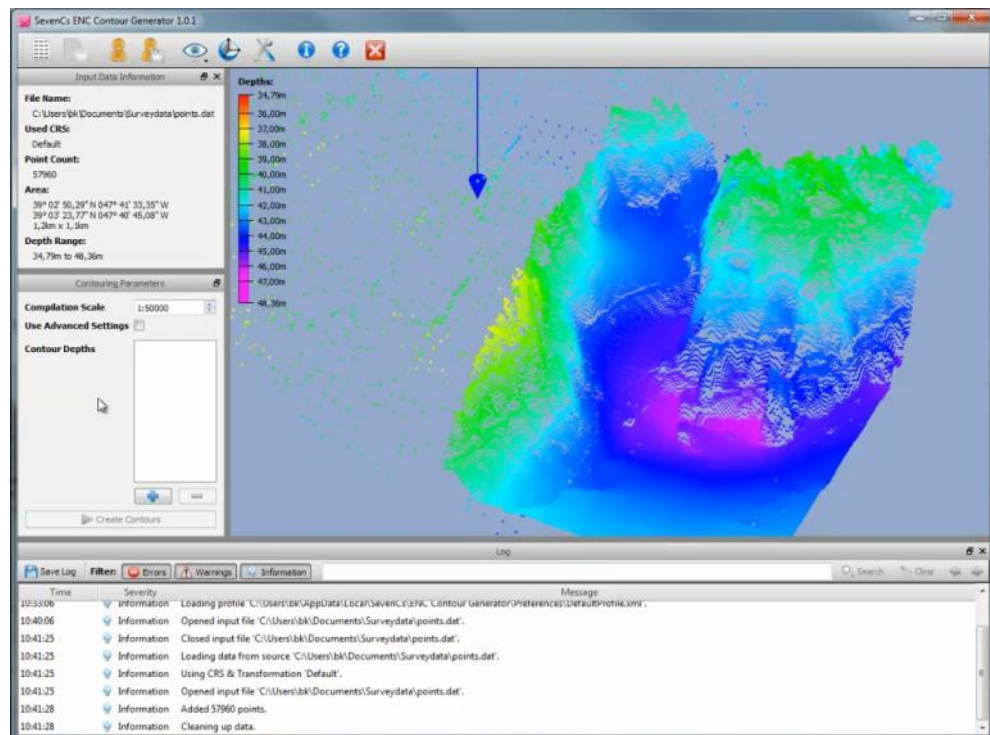 SevenCs ENC Contour Generator 1.0.1
Input Data Information
File Name:
C:\Users\bk\Documents\Surveydata\points.dat
Used CRS:
Default
Point Count:
57960
Area:
39° 02' 50,29" N 047° 41' 33,35" W
39° 03' 23,77" N 047° 40' 45,08" W
1,2km x 1,1km
Depth Range:
34,79m to 48,36m
Contouring Parameters
Compilation Scale 1:50000
Use Advanced Settings
Contour Depths
Create Contours
Depths:
34,79m
36,00m
37,00m
38,00m
39,00m
40,00m
41,00m
42,00m
43,00m
44,00m
45,00m
46,00m
47,00m
48,36m
Log
Save Log Filter: Errors Warnings Information Search Clear
Time Severity Message
10:33:06 Information Loading profile 'C:\Users\bk\AppData\Local\SevenCs\ENC Contour Generator\Preferences\DefaultProfile.xml'.
10:40:06 Information Opened input file 'C:\Users\bk\Documents\Surveydata\points.dat'.
10:41:25 Information Closed input file 'C:\Users\bk\Documents\Surveydata\points.dat'.
10:41:25 Information Loading data from source 'C:\Users\bk\Documents\Surveydata\points.dat'.
10:41:25 Information Using CRS & Transformation 'Default'.
10:41:25 Information Opened input file 'C:\Users\bk\Documents\Surveydata\points.dat'.
10:41:28 Information Added 57960 points.
10:41:28 Information Cleaning up data.